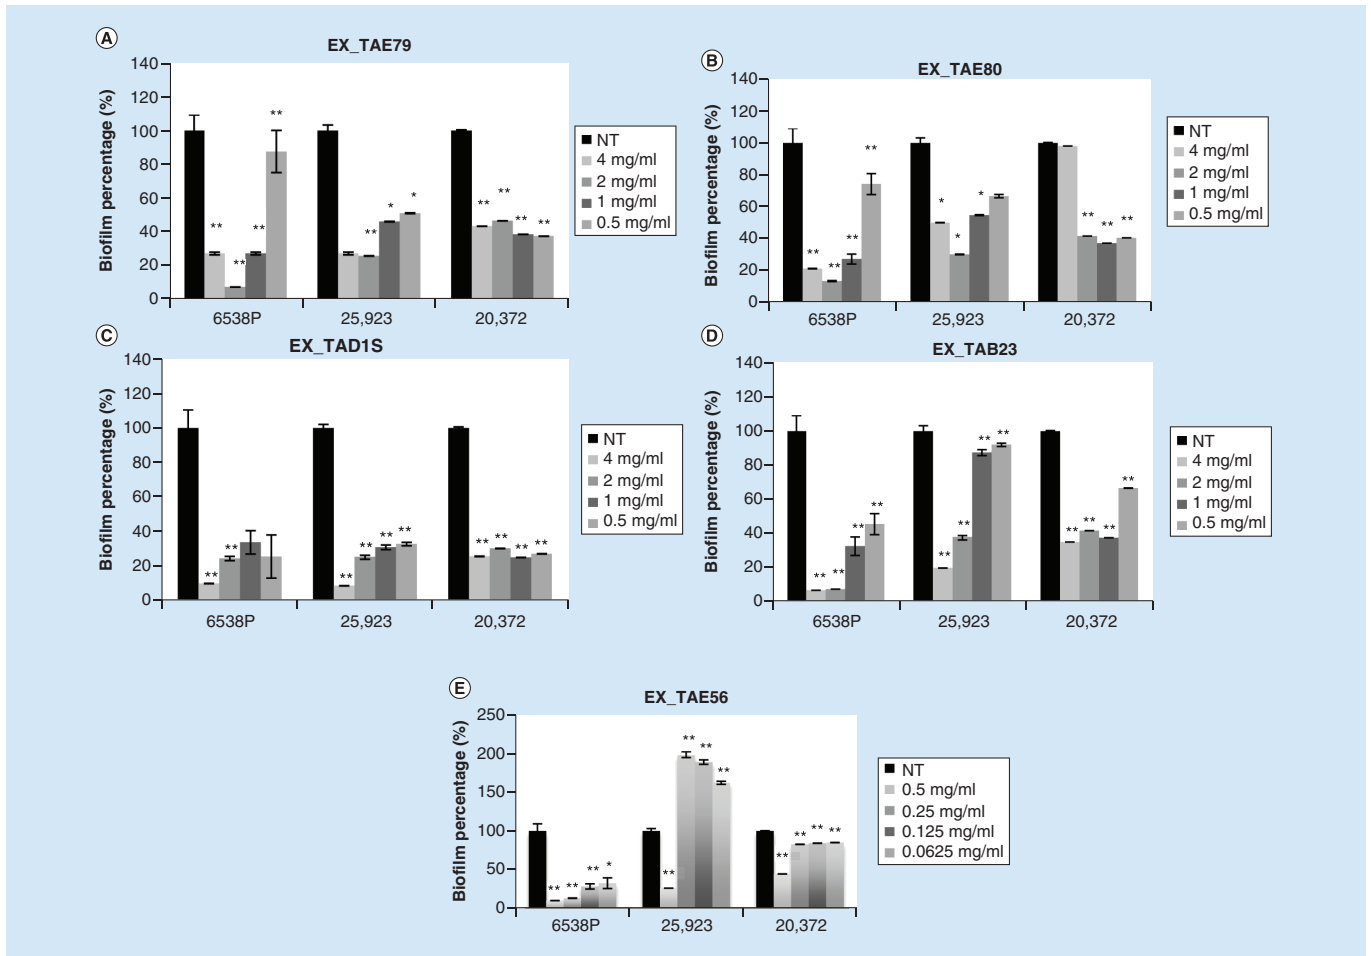 A
EX_TAE79
Biofilm percentage (%)
140
120
100
80
60
40
20
0
** ** ** **
** * *
** ** ** **
6538P 25,923 20,372
NT
4 mg/ml
2 mg/ml
1 mg/ml
0.5 mg/ml
B
EX_TAE80
Biofilm percentage (%)
140
120
100
80
60
40
20
0
** ** ** **
* * *
** ** **
6538P 25,923 20,372
NT
4 mg/ml
2 mg/ml
1 mg/ml
0.5 mg/ml
C
EX_TAD1S
Biofilm percentage (%)
140
120
100
80
60
40
20
0
** **
** ** ** **
** ** ** **
6538P 25,923 20,372
NT
4 mg/ml
2 mg/ml
1 mg/ml
0.5 mg/ml
D
EX_TAB23
Biofilm percentage (%)
140
120
100
80
60
40
20
0
** ** ** **
** ** ** **
** ** ** **
6538P 25,923 20,372
NT
4 mg/ml
2 mg/ml
1 mg/ml
0.5 mg/ml
E
EX_TAE56
Biofilm percentage (%)
250
200
150
100
50
0
** ** ** *
** ** ** **
** ** ** **
6538P 25,923 20,372
NT
0.5 mg/ml
0.25 mg/ml
0.125 mg/ml
0.0625 mg/ml